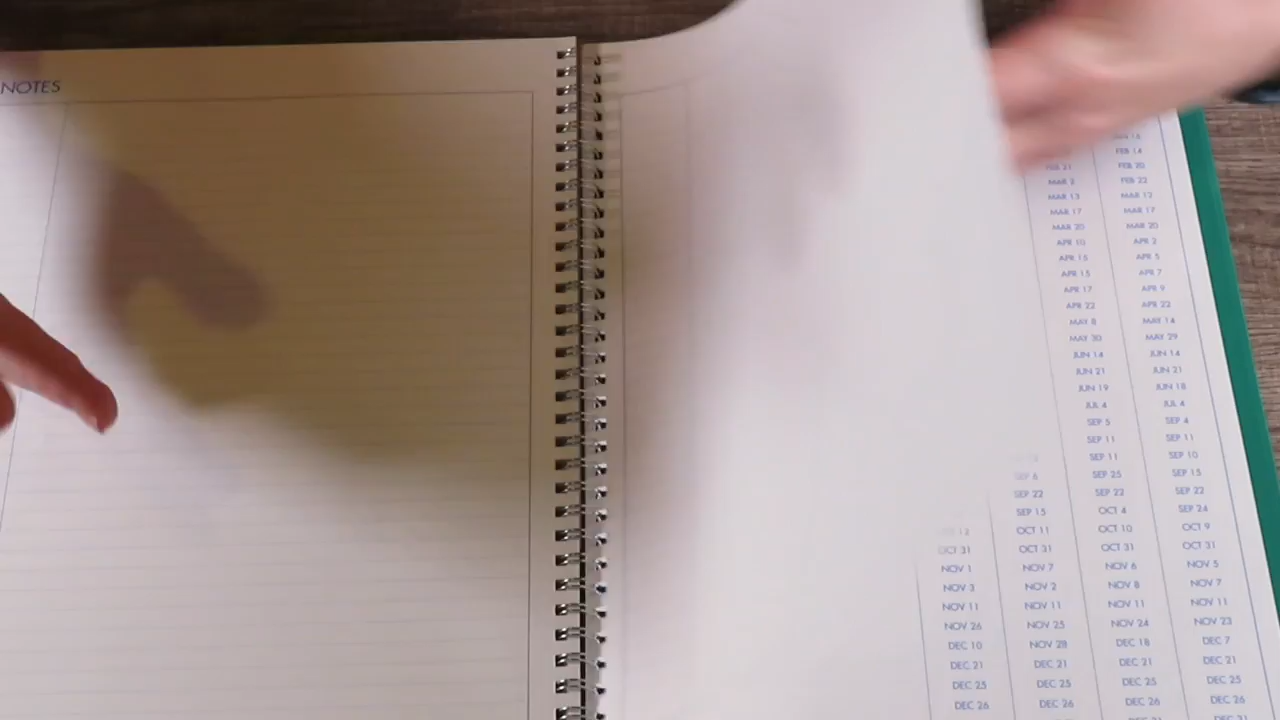 NOTES
FEB 14
FEB 21 FEB 20
MAR 2 FEB 22
MAR 13 MAR 12
MAR 17 MAR 17
MAR 20 MAR 20
APR 10 APR 2
APR 15 APR 5
APR 15 APR 7
APR 17 APR 9
APR 22 APR 22
MAY 8 MAY 14
MAY 30 MAY 29
JUN 14 JUN 14
JUN 21 JUN 21
JUN 19 JUN 18
JUL 4 JUL 4
SEP 5 SEP 4
SEP 11 SEP 11
SEP 11 SEP 10
SEP 6 SEP 25 SEP 15
SEP 22 SEP 22 SEP 22
SEP 15 OCT 4 SEP 24
12 OCT 11 OCT 10 OCT 9
OCT 31 OCT 31 OCT 31 OCT 31
NOV 1 NOV 7 NOV 6 NOV 5
NOV 3 NOV 2 NOV 8 NOV 7
NOV 11 NOV 11 NOV 11 NOV 11
NOV 26 NOV 25 NOV 24 NOV 23
DEC 10 NOV 28 DEC 18 DEC 7
DEC 21 DEC 21 DEC 21 DEC 21
DEC 25 DEC 25 DEC 25 DEC 25
DEC 26 DEC 26 DEC 26 DEC 26